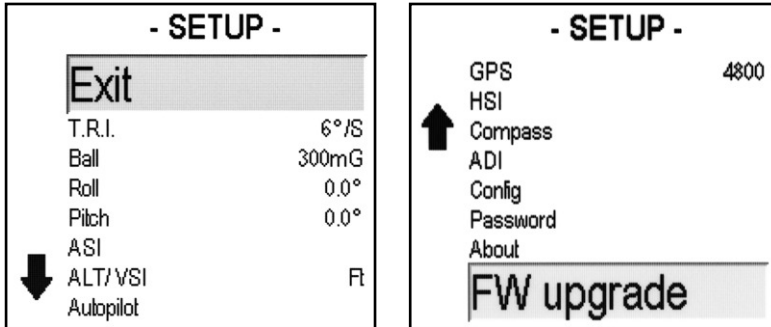 - SETUP -
Exit
T.R.I. 6°/S
Ball 300mG
Roll 0.0°
Pitch 0.0°
ASI
ALT/VSI Ft
Autopilot
- SETUP -
GPS 4800
HSI
Compass
ADI
Config
Password
About
FW upgrade